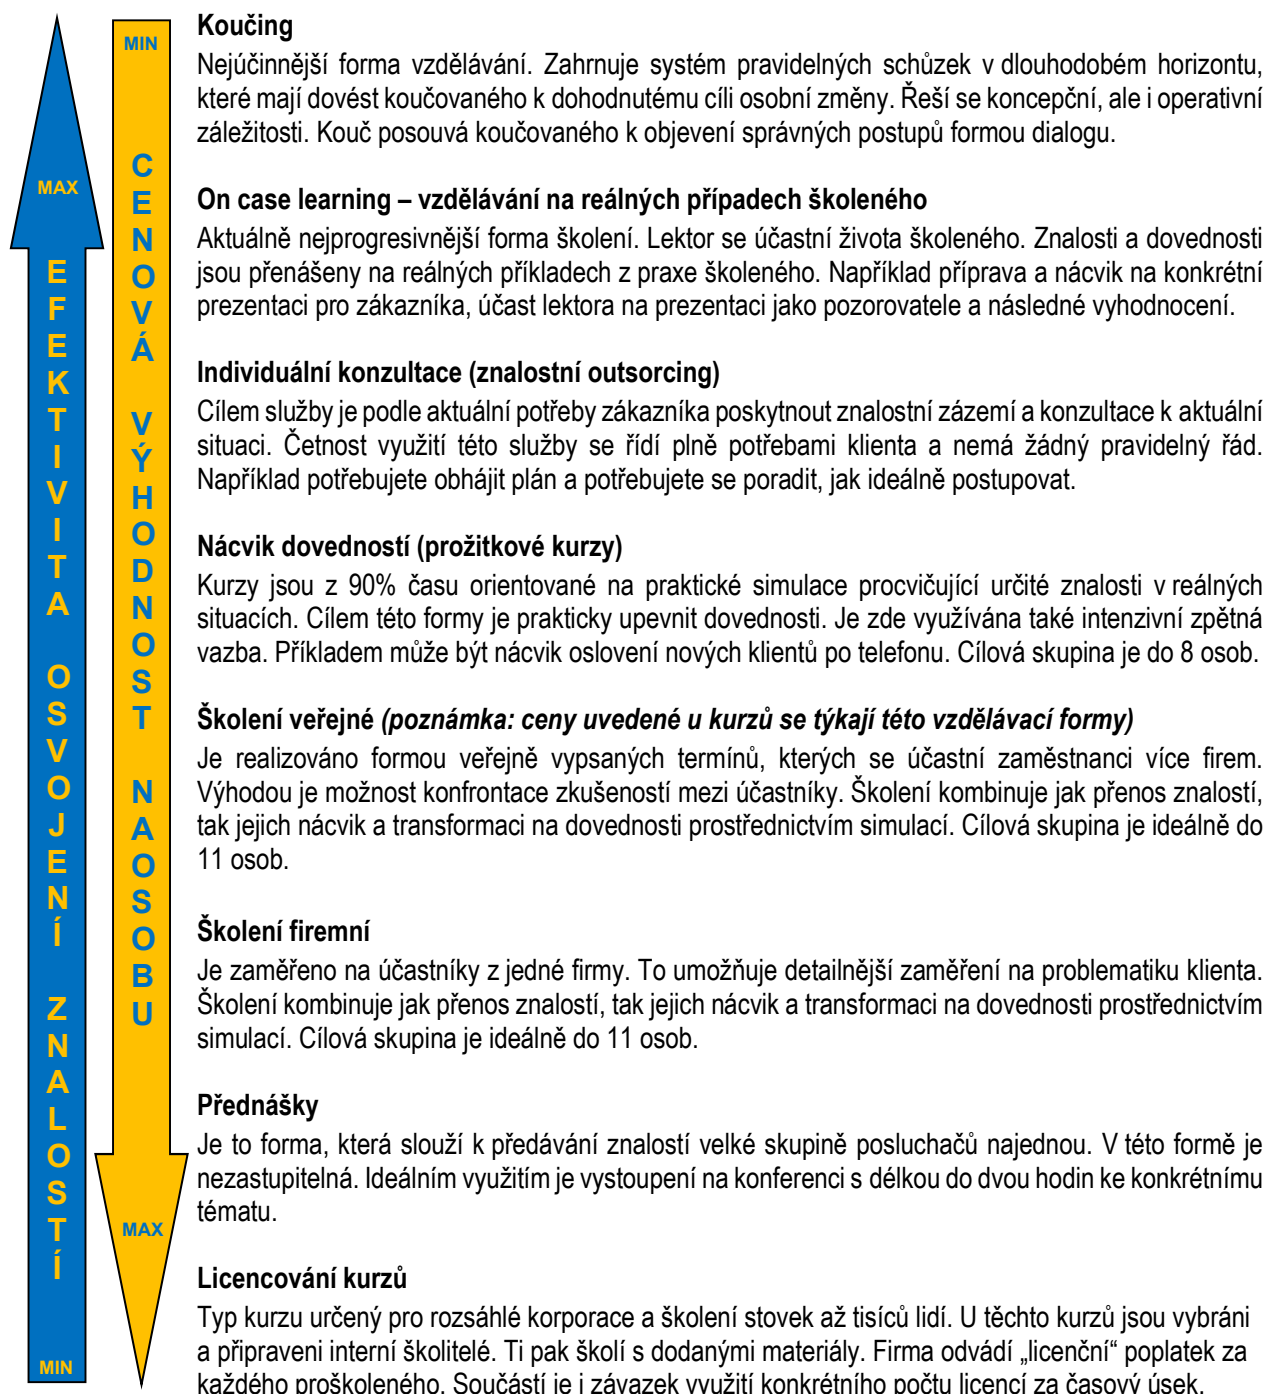 MAX
EFEKTIVITA OSVOJENÍ ZNALOSTÍ
MIN
MIN
CENOVÁ VÝHODNOST NAOSOBU
MAX
Koučing
Nejúčinnější forma vzdělávání. Zahrnuje systém pravidelných schůzek v dlouhodobém horizontu,
které mají dovést koučovaného k dohodnutému cíli osobní změny. Řeší se koncepční, ale i operativní
záležitosti. Kouč posouvá koučovaného k objevení správných postupů formou dialogu.
On case learning – vzdělávání na reálných případech školeného
Aktuálně nejprogresivnější forma školení. Lektor se účastní života školeného. Znalosti a dovednosti
jsou přenášeny na reálných příkladech z praxe školeného. Například příprava a nácvik na konkrétní
prezentaci pro zákazníka, účast lektora na prezentaci jako pozorovatele a následné vyhodnocení.
Individuální konzultace (znalostní outsorcing)
Cílem služby je podle aktuální potřeby zákazníka poskytnout znalostní zázemí a konzultace k aktuální
situaci. Četnost využití této služby se řídí plně potřebami klienta a nemá žádný pravidelný řád.
Například potřebujete obhájit plán a potřebujete se poradit, jak ideálně postupovat.
Nácvik dovedností (prožitkové kurzy)
Kurzy jsou z 90% času orientované na praktické simulace procvičující určité znalosti v reálných
situacích. Cílem této formy je prakticky upevnit dovednosti. Je zde využívána také intenzivní zpětná
vazba. Příkladem může být nácvik oslovení nových klientů po telefonu. Cílová skupina je do 8 osob.
Školení veřejné (poznámka: ceny uvedené u kurzů se týkají této vzdělávací formy)
Je realizováno formou veřejně vypsaných termínů, kterých se účastní zaměstnanci více firem.
Výhodou je možnost konfrontace zkušeností mezi účastníky. Školení kombinuje jak přenos znalostí,
tak jejich nácvik a transformaci na dovednosti prostřednictvím simulací. Cílová skupina je ideálně do
11 osob.
Školení firemní
Je zaměřeno na účastníky z jedné firmy. To umožňuje detailnější zaměření na problematiku klienta.
Školení kombinuje jak přenos znalostí, tak jejich nácvik a transformaci na dovednosti prostřednictvím
simulací. Cílová skupina je ideálně do 11 osob.
Přednášky
Je to forma, která slouží k předávání znalostí velké skupině posluchačů najednou. V této formě je
nezastupitelná. Ideálním využitím je vystoupení na konferenci s délkou do dvou hodin ke konkrétnímu
tématu.
Licencování kurzů
Typ kurzu určený pro rozsáhlé korporace a školení stovek až tisíců lidí. U těchto kurzů jsou vybráni
a připraveni interní školitelé. Ti pak školí s dodanými materiály. Firma odvádí „licenční“ poplatek za
každého proškoleného. Součástí je i závazek využití konkrétního počtu licencí za časový úsek.